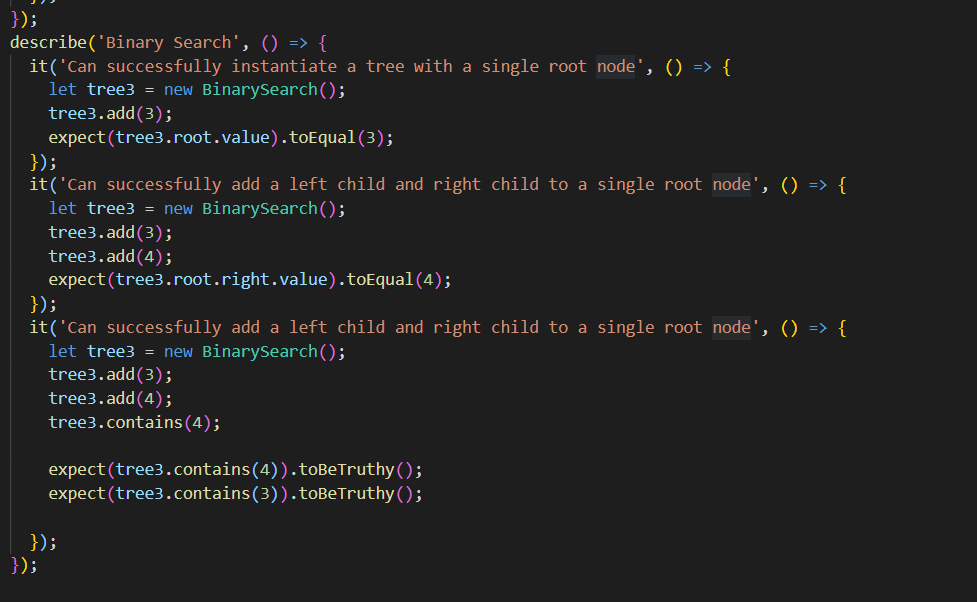 });
describe('Binary Search', () => {
  it('Can successfully instantiate a tree with a single root node', () => {
    let tree3 = new BinarySearch();
    tree3.add(3);
    expect(tree3.root.value).toEqual(3);
  });
  it('Can successfully add a left child and right child to a single root node', () => {
    let tree3 = new BinarySearch();
    tree3.add(3);
    tree3.add(4);
    expect(tree3.root.right.value).toEqual(4);
  });
  it('Can successfully add a left child and right child to a single root node', () => {
    let tree3 = new BinarySearch();
    tree3.add(3);
    tree3.add(4);
    tree3.contains(4);

    expect(tree3.contains(4)).toBeTruthy();
    expect(tree3.contains(3)).toBeTruthy();

  });
});